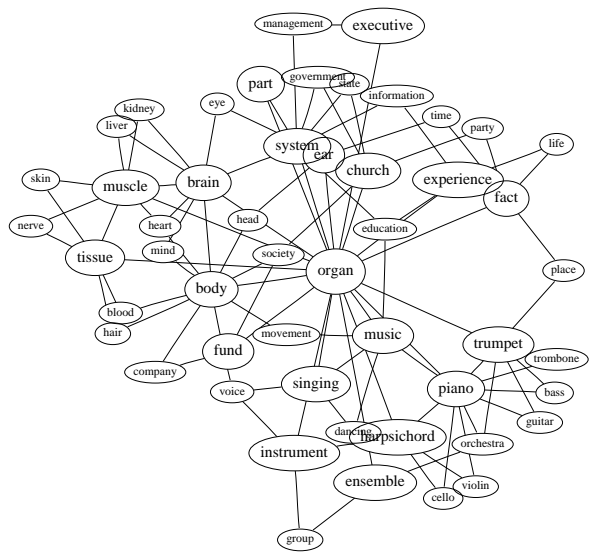 management
executive
part
government
state
information
kidney
liver
eye
time
party
system
ear
church
life
skin
muscle
brain
experience
fact
nerve
heart
head
education
tissue
mind
society
organ
place
body
blood
hair
movement
music
trumpet
fund
trombone
company
voice
singing
piano
bass
guitar
dancing
harpsichord
orchestra
instrument
ensemble
violin
cello
group